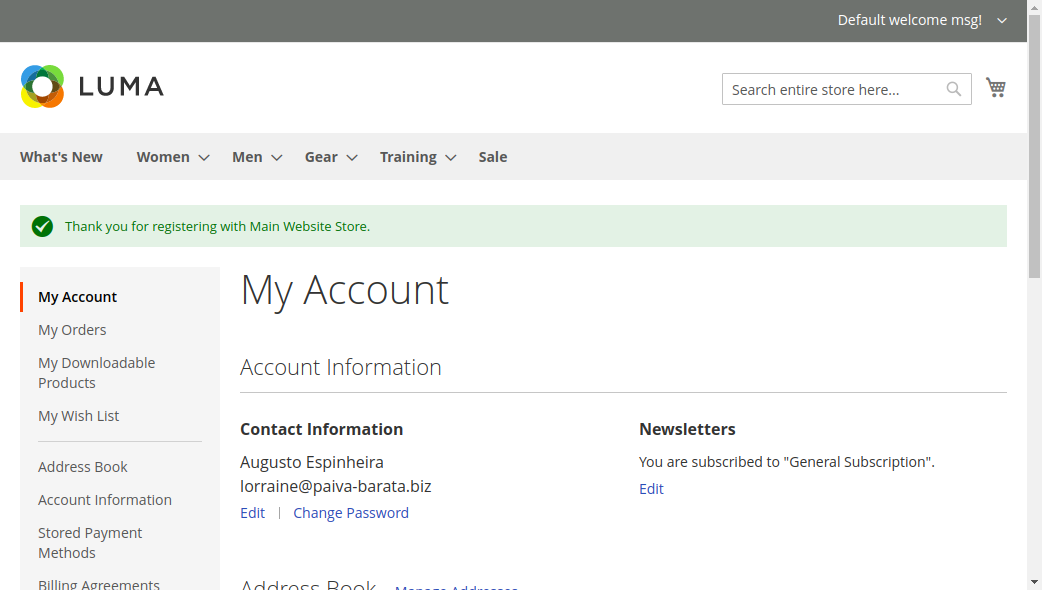 Default welcome msg!
LUMA
Search entire store here...
What's New Women Men Gear Training Sale
Thank you for registering with Main Website Store.
My Account
My Orders
My Downloadable
Products
My Wish List
Address Book
Account Information
Stored Payment
Methods
Billing Agreements
My Account
Account Information
Contact Information
Augusto Espinheira
lorraine@paiva-barata.biz
Edit | Change Password
Newsletters
You are subscribed to "General Subscription".
Edit
Address Book Manage Addresses